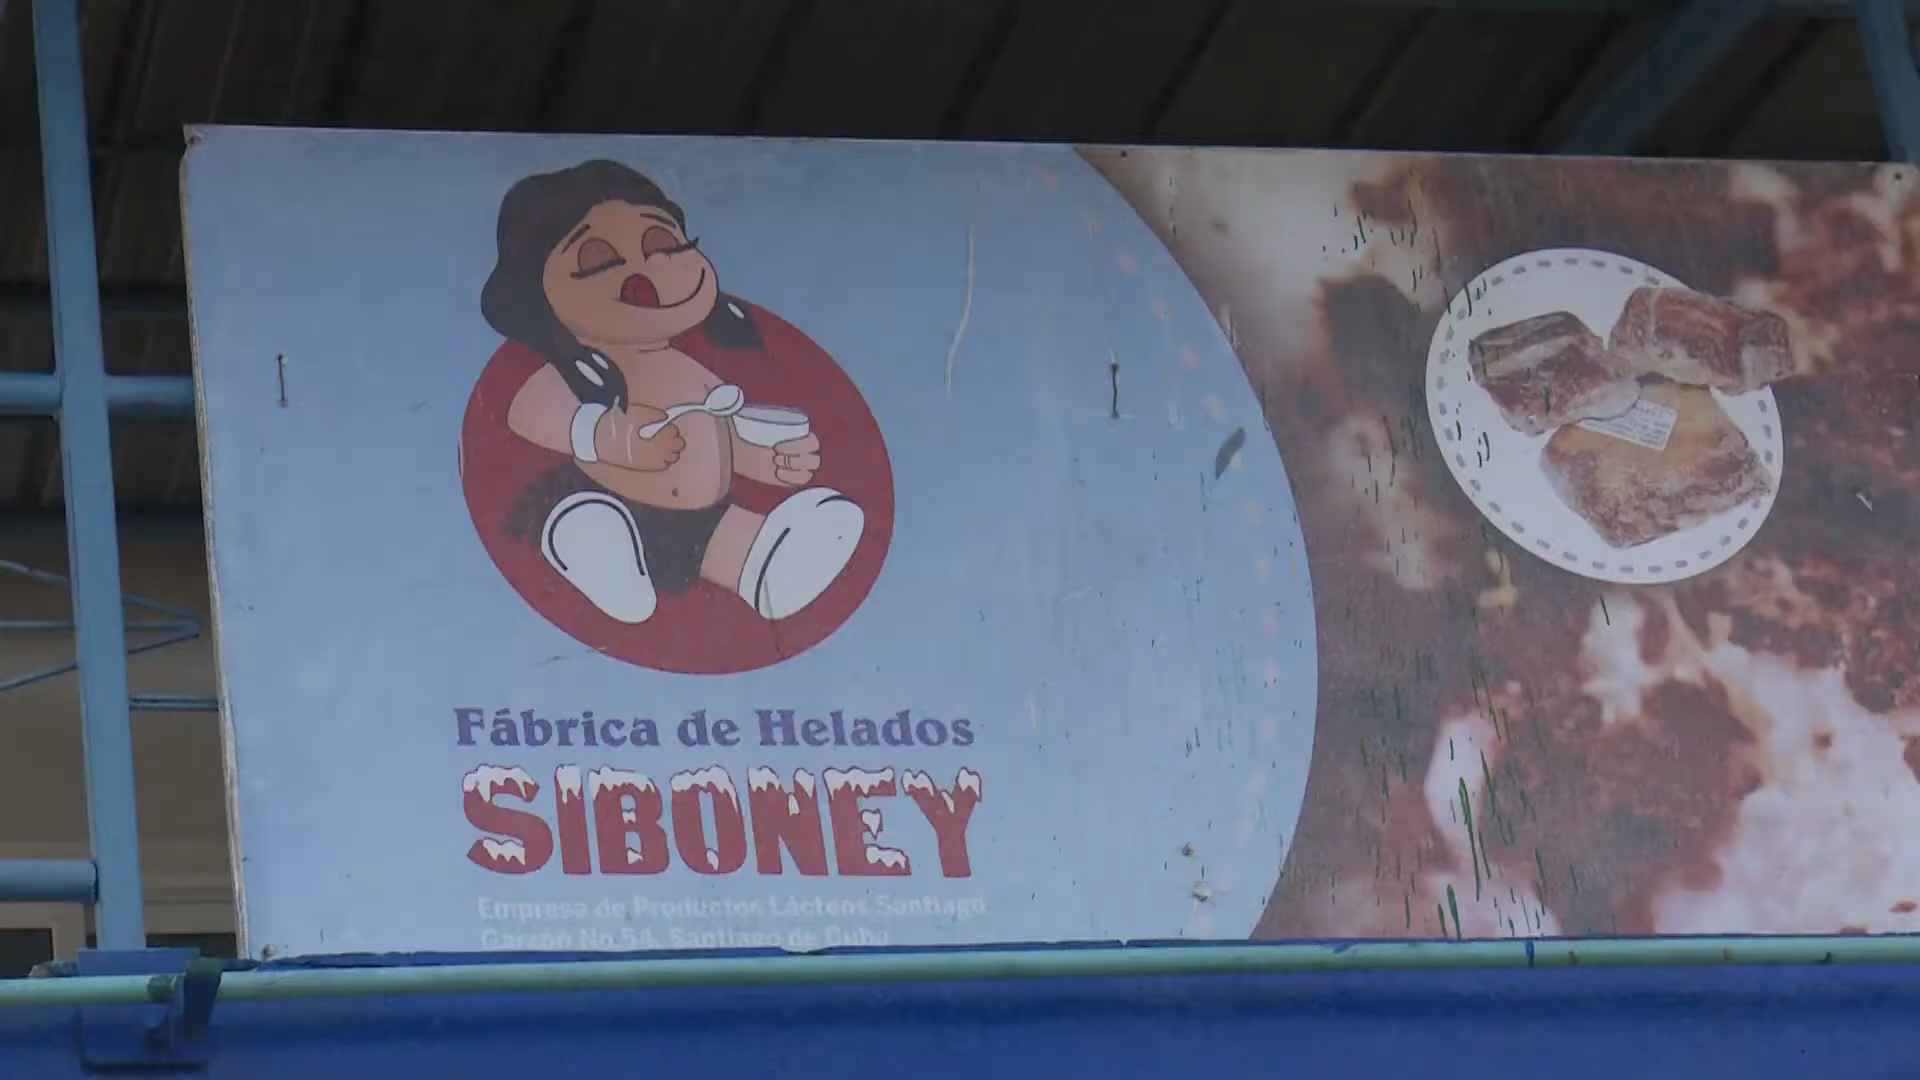 Fábrica de Helados
SIBONEY
Empresa de Productos Lácteos Santiago
Garzón No.54. Santiago de Cuba